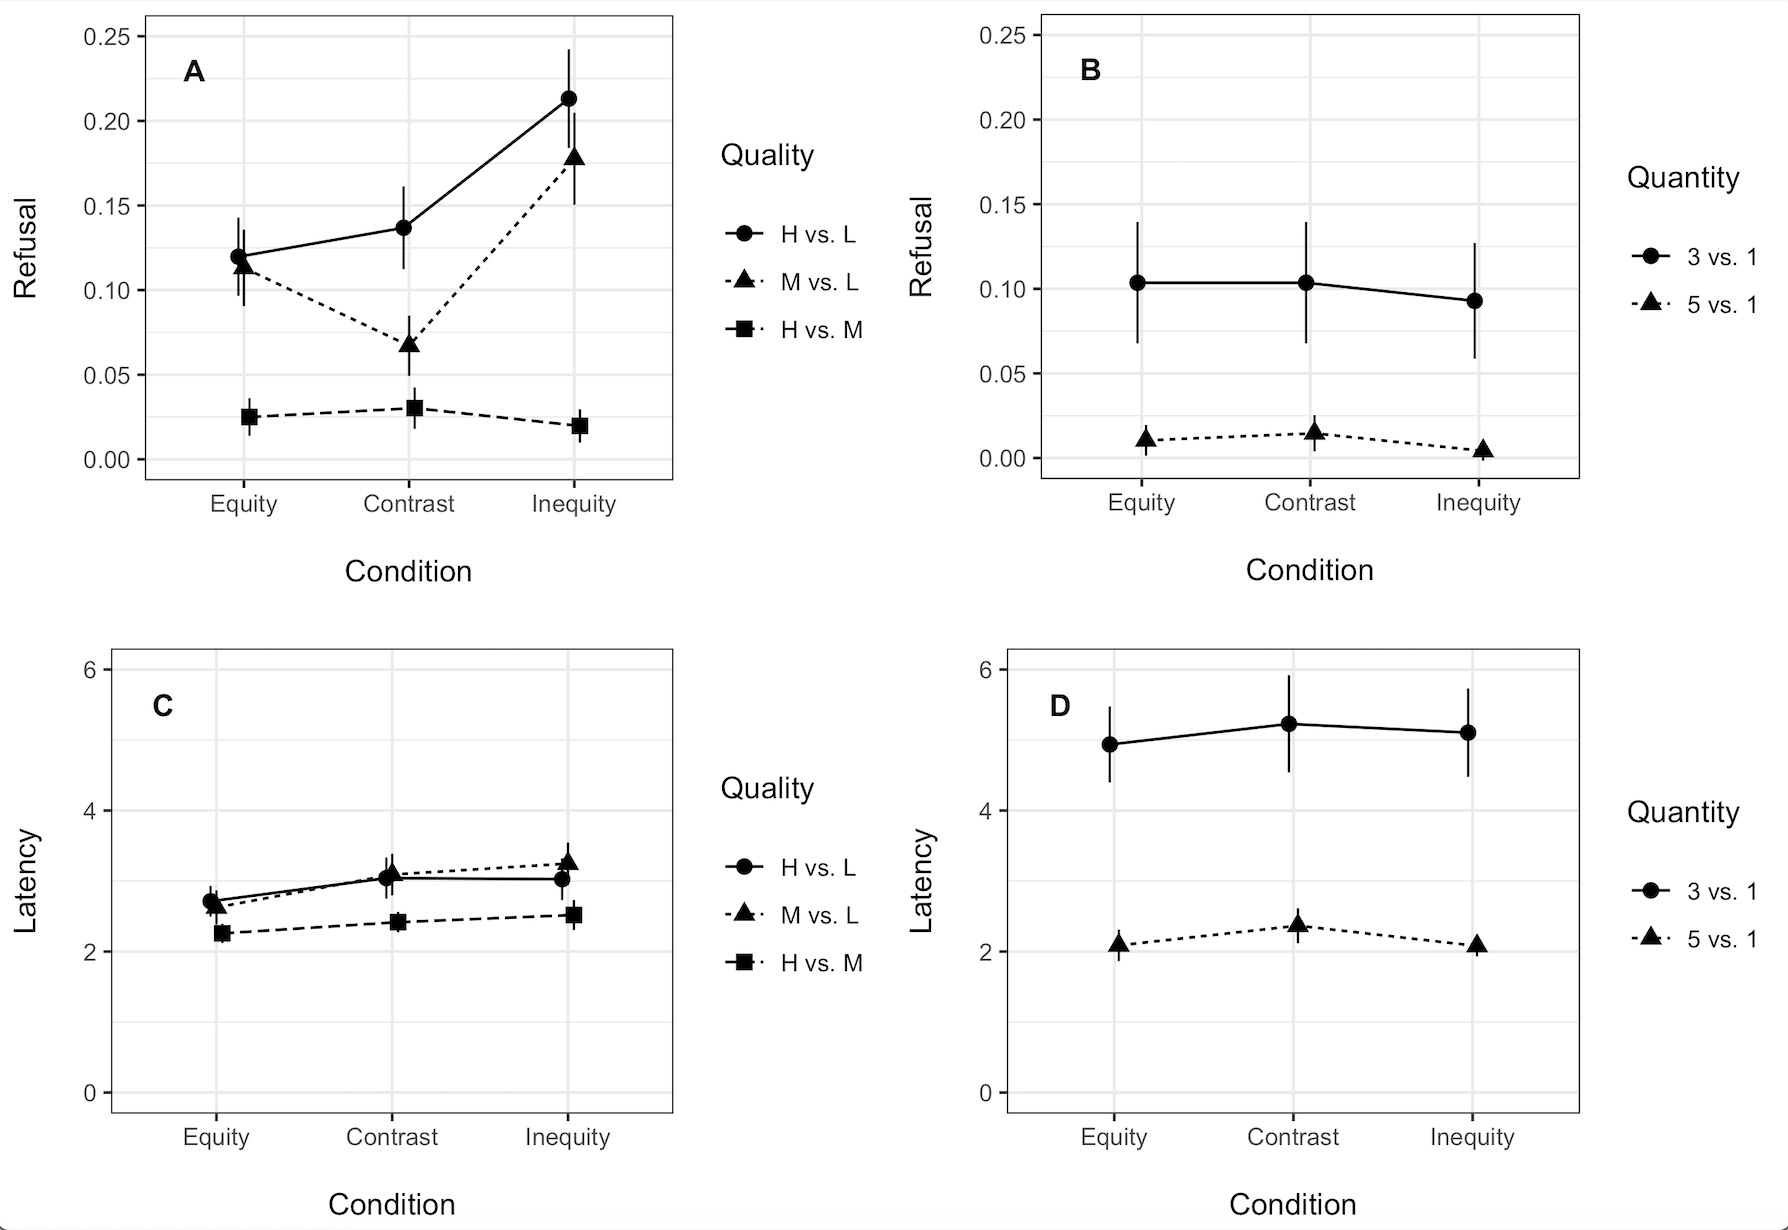 A
0.25
0.20
0.15
0.10
0.05
0.00
Refusal
Equity
Contrast
Inequity
Condition
Quality
H vs. L
M vs. L
H vs. M
B
0.25
0.20
0.15
0.10
0.05
0.00
Refusal
Equity
Contrast
Inequity
Condition
Quantity
3 vs. 1
5 vs. 1
C
6
4
2
0
Latency
Equity
Contrast
Inequity
Condition
Quality
H vs. L
M vs. L
H vs. M
D
6
4
2
0
Latency
Equity
Contrast
Inequity
Condition
Quantity
3 vs. 1
5 vs. 1